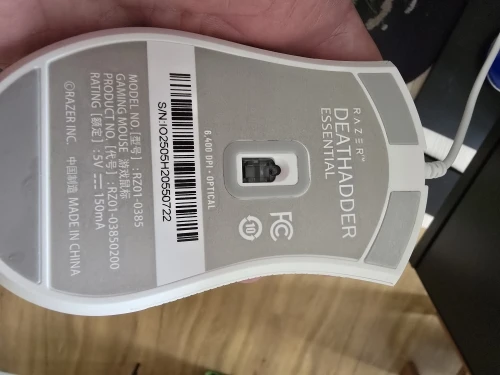 RAZER™
DEATHADDER
ESSENTIAL
FC
10
6,400 DPI - OPTICAL
S/N:IO2505H20550722
MODEL NO.[型号]:RZ01-0385
GAMING MOUSE 游戏鼠标
PRODUCT NO.[代号]:RZ01-03850200
RATING [额定]:5V⎓150mA
©RAZER INC. 中国制造 MADE IN CHINA